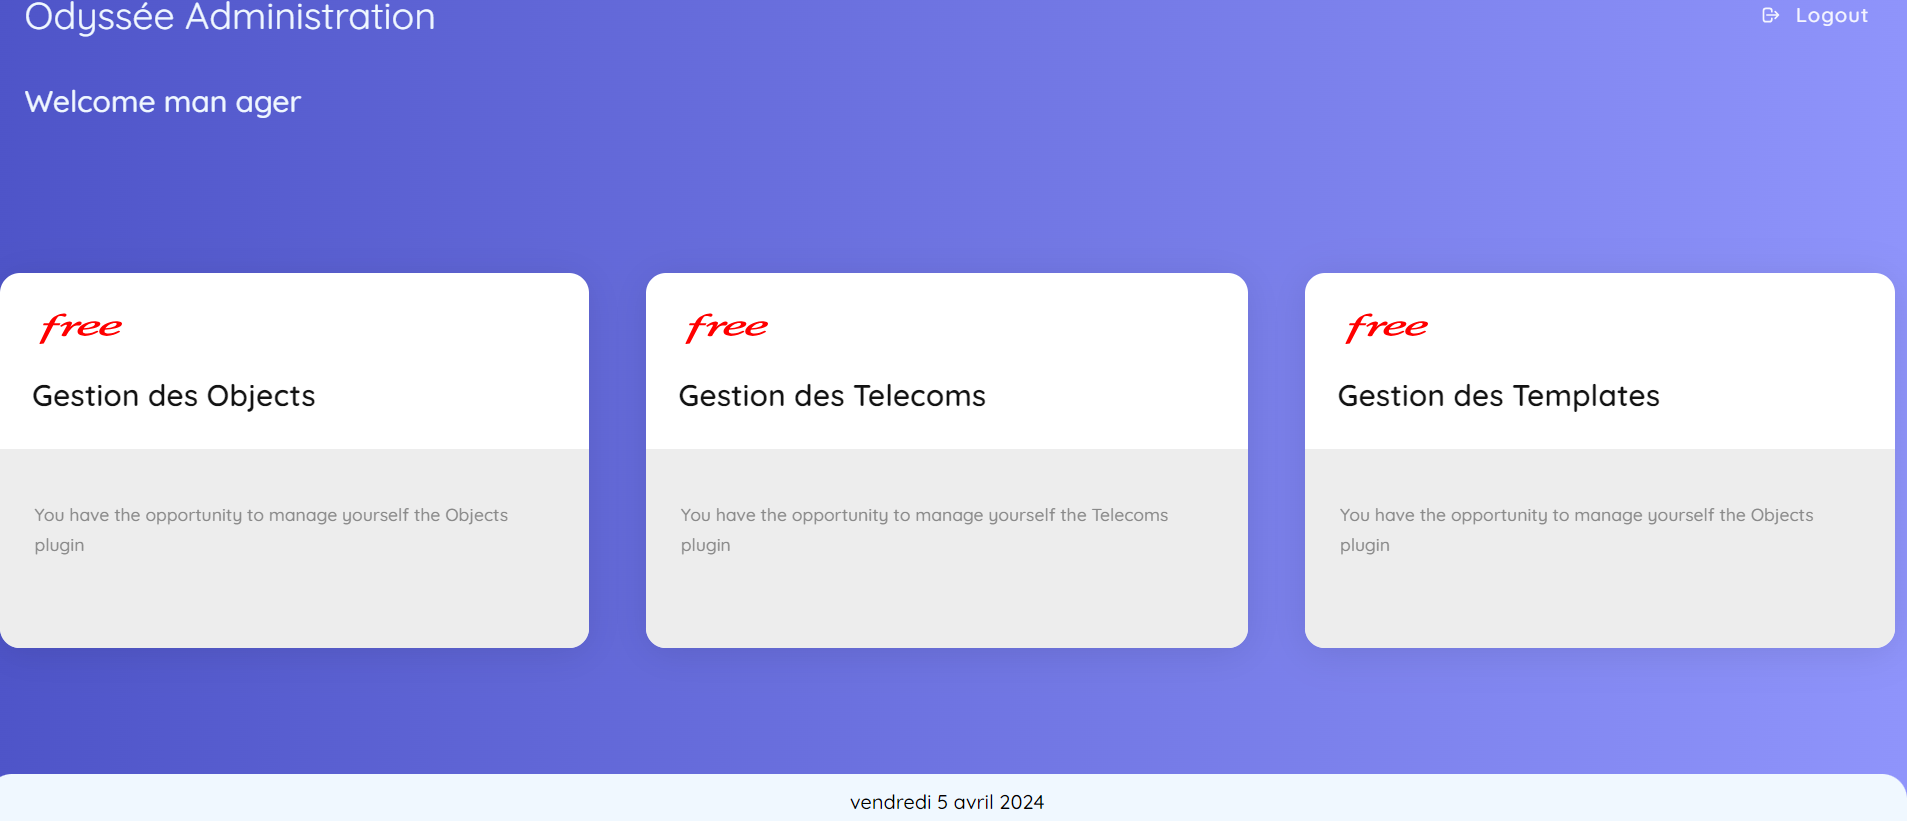 Odyssée Administration
Logout
Welcome man ager
free
Gestion des Objects
You have the opportunity to manage yourself the Objects
plugin
free
Gestion des Telecoms
You have the opportunity to manage yourself the Telecoms
plugin
free
Gestion des Templates
You have the opportunity to manage yourself the Objects
plugin
vendredi 5 avril 2024